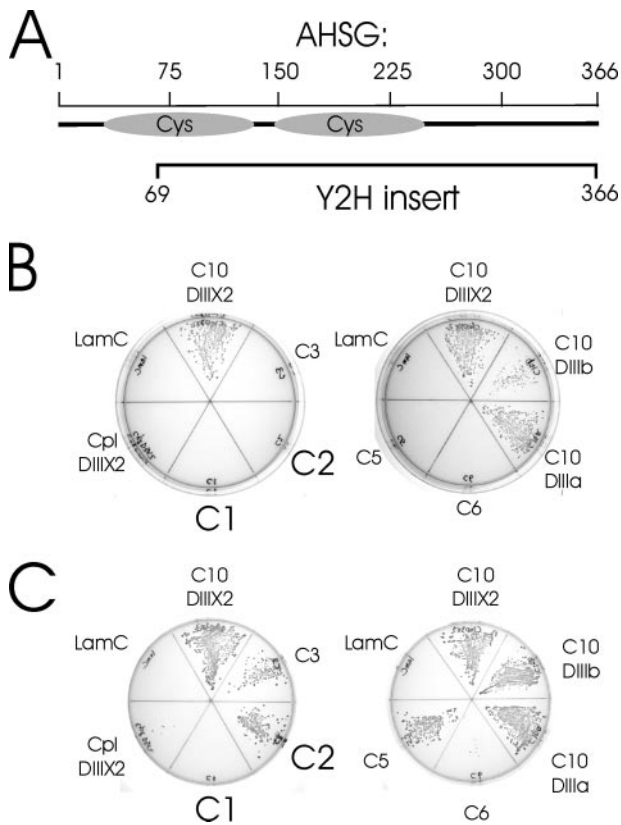 A
AHSG:
1 75 150 225 300 366
Cys Cys
69 Y2H insert 366
B
C10
DIIIX2
LamC
C3
Cpl
DIIIX2
C2
C1
C10
DIIIX2
LamC
C10
DIIIb
C5
C10
DIIIa
C6
C
C10
DIIIX2
LamC
C3
Cpl
DIIIX2
C2
C1
C10
DIIIX2
LamC
C10
DIIIb
C5
C10
DIIIa
C6